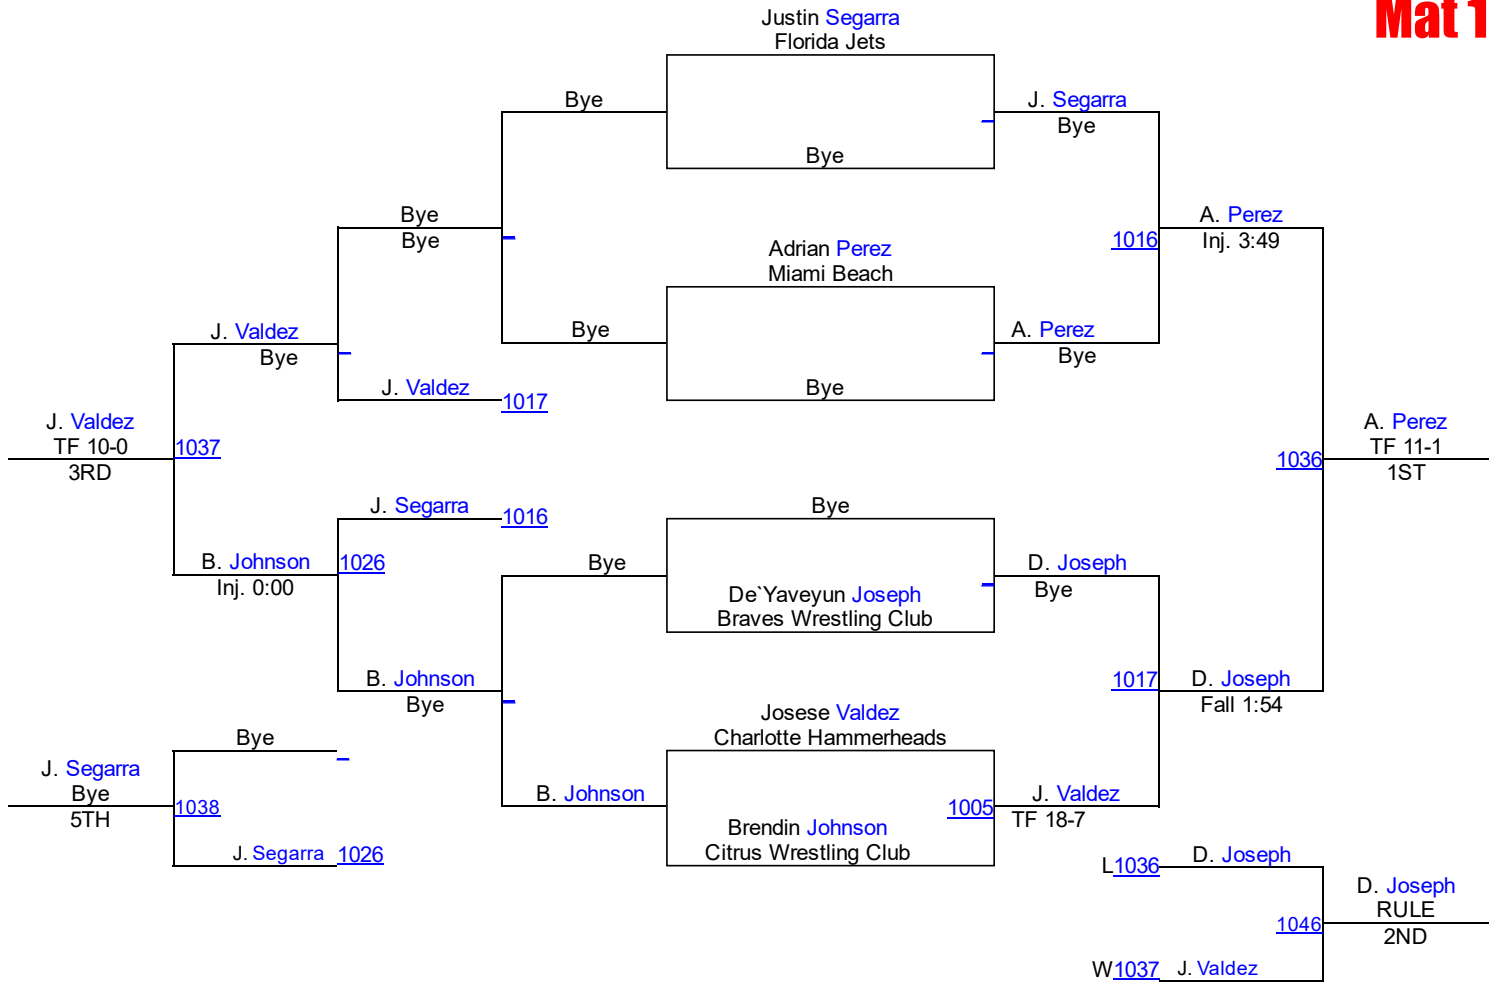 Mat 1
Justin Segarra
Florida Jets
Bye
J. Segarra
Bye
Bye
Bye
Bye
A. Perez
Inj. 3:49
1016
Adrian Perez
Miami Beach
J. Valdez
Bye
Bye
A. Perez
Bye
Bye
J. Valdez
1017
J. Valdez
TF 10-0
3RD
1037
A. Perez
TF 11-1
1ST
1036
J. Segarra
1016
Bye
B. Johnson
Inj. 0:00
1026
Bye
D. Joseph
Bye
De`Yaveyun Joseph
Braves Wrestling Club
B. Johnson
Bye
1017
D. Joseph
Fall 1:54
Josese Valdez
Charlotte Hammerheads
Bye
J. Segarra
Bye
5TH
1038
B. Johnson
1005
J. Valdez
TF 18-7
Brendin Johnson
Citrus Wrestling Club
J. Segarra 1026
L1036 D. Joseph
D. Joseph
RULE
2ND
1046
W1037 J. Valdez